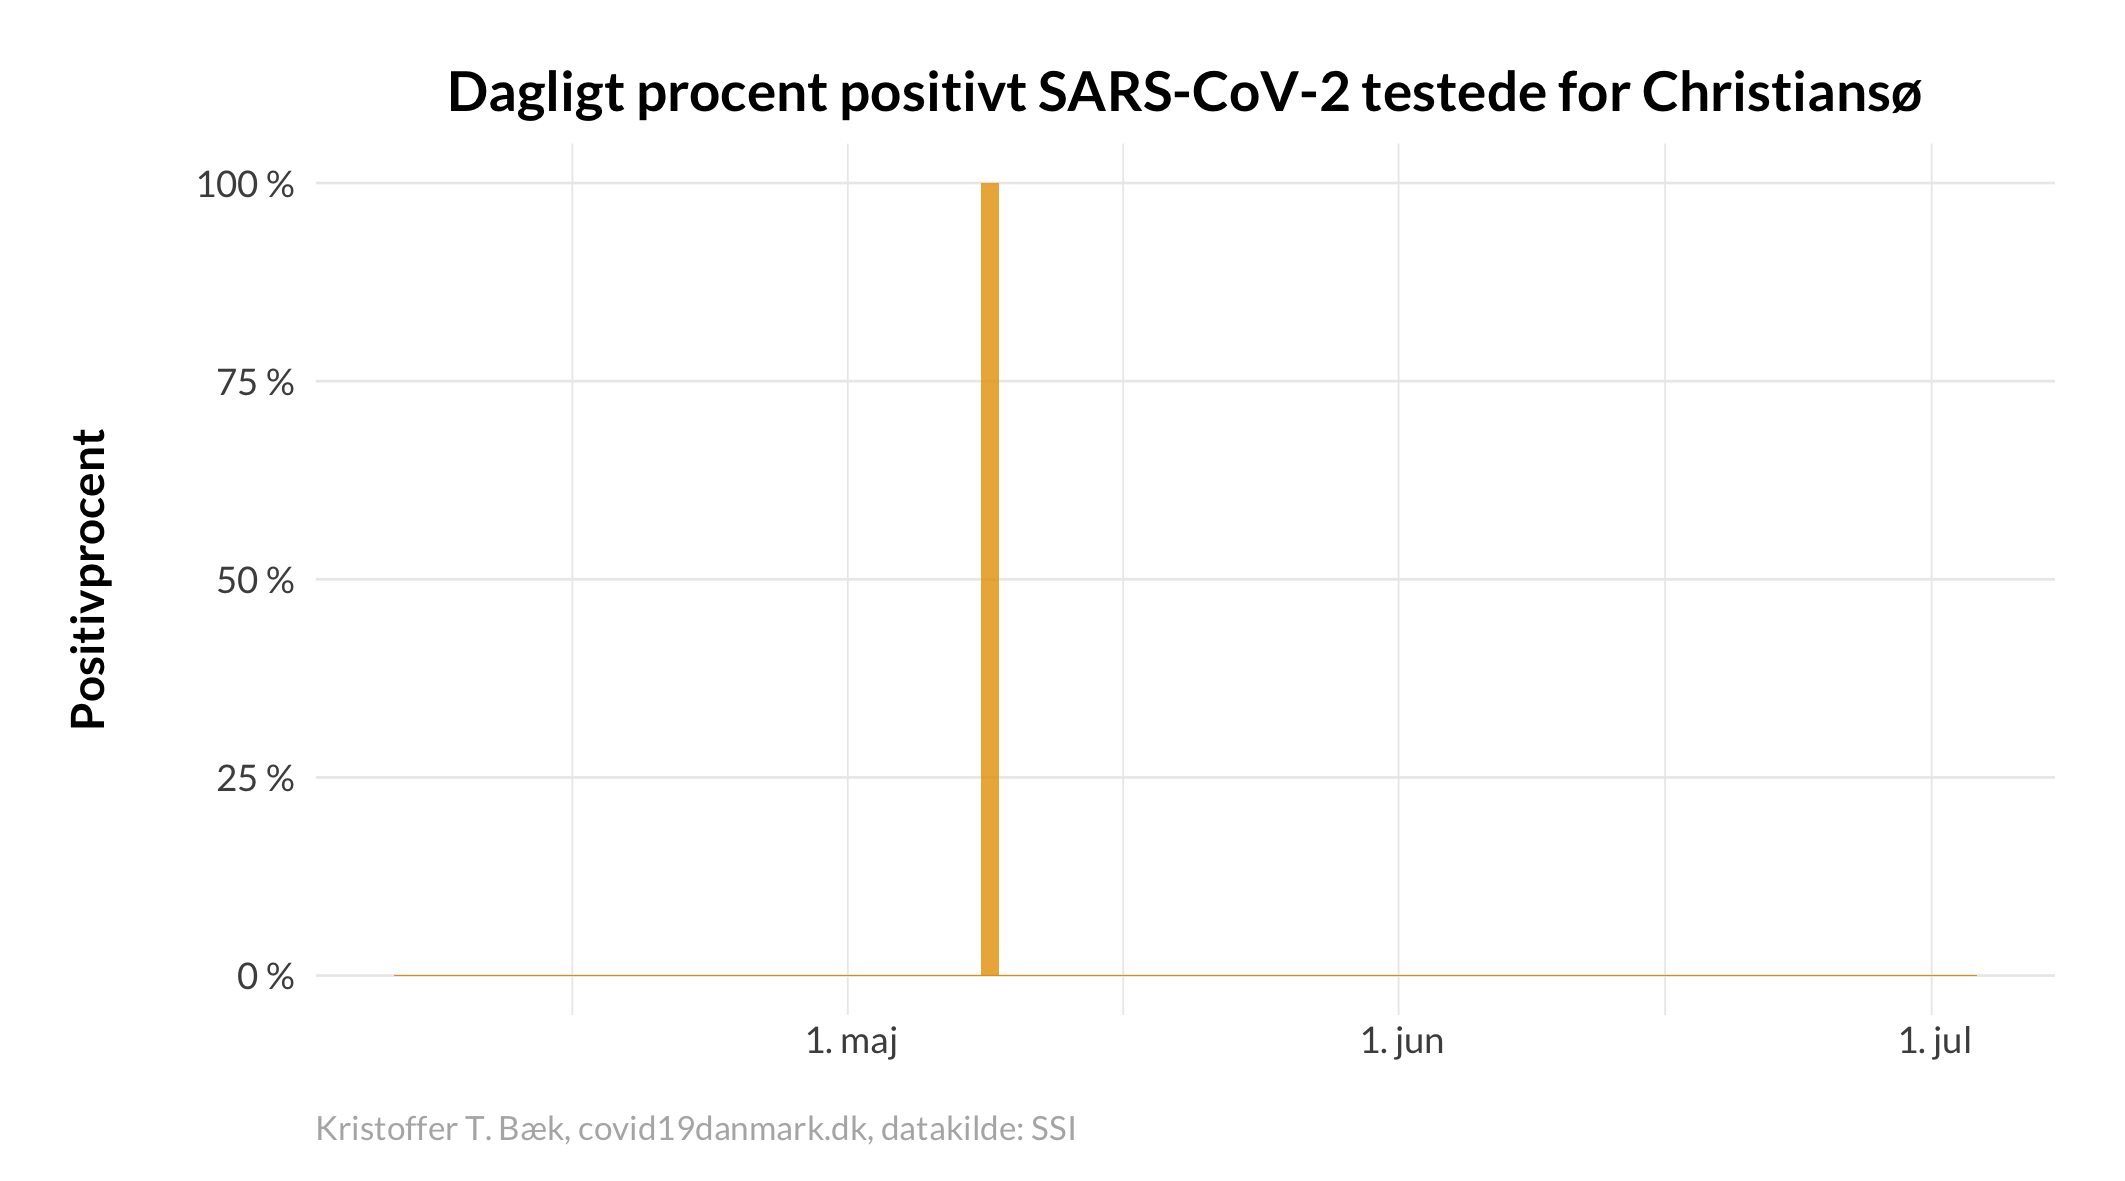 Dagligt procent positivt SARS-CoV-2 testede for Christiansø
Positivprocent
100 %
75 %
50 %
25 %
0 %
1. maj
1. jun
1. jul
Kristoffer T. Bæk, covid19danmark.dk, datakilde: SSI